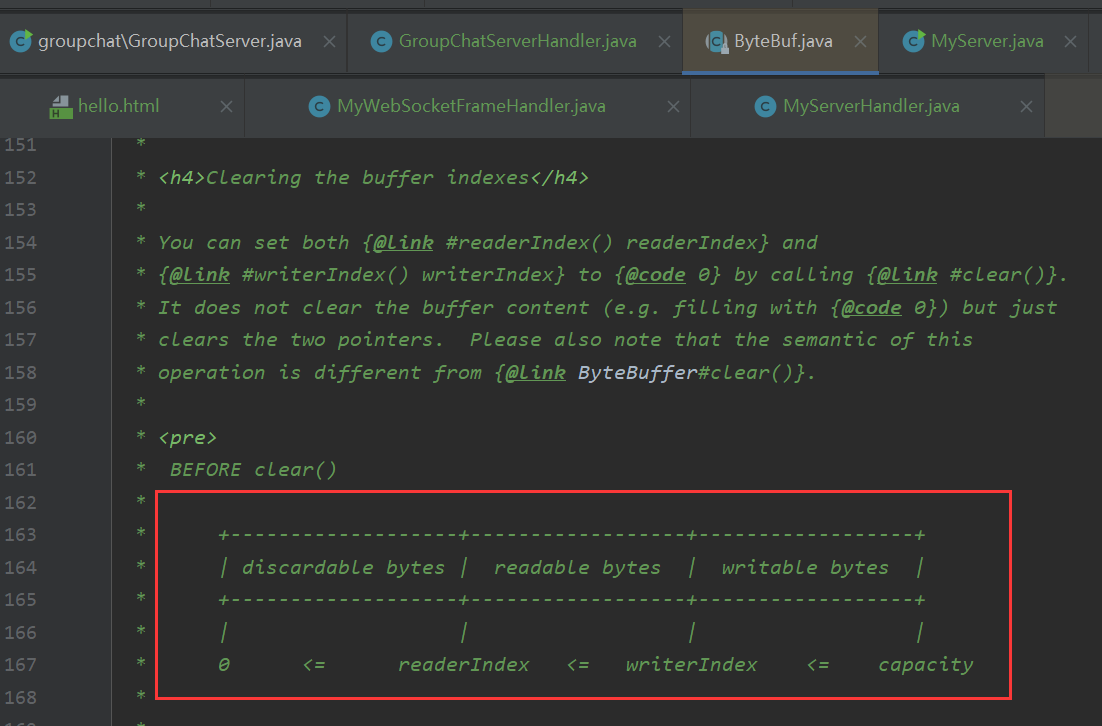 groupchat\GroupChatServer.java GroupChatServerHandler.java ByteBuf.java MyServer.java
hello.html MyWebSocketFrameHandler.java MyServerHandler.java
151 *
152 * <h4>Clearing the buffer indexes</h4>
153 *
154 * You can set both {@link #readerIndex() readerIndex} and
155 * {@link #writerIndex() writerIndex} to {@code 0} by calling {@link #clear()}.
156 * It does not clear the buffer content (e.g. filling with {@code 0}) but just
157 * clears the two pointers.  Please also note that the semantic of this
158 * operation is different from {@link ByteBuffer#clear()}.
159 *
160 * <pre>
161 *  BEFORE clear()
162 *
163 *      +-------------------+------------------+------------------+
164 *      | discardable bytes |  readable bytes  |  writable bytes  |
165 *      +-------------------+------------------+------------------+
166 *      |                   |                  |                  |
167 *      0      <=      readerIndex   <=   writerIndex    <=    capacity
168 *